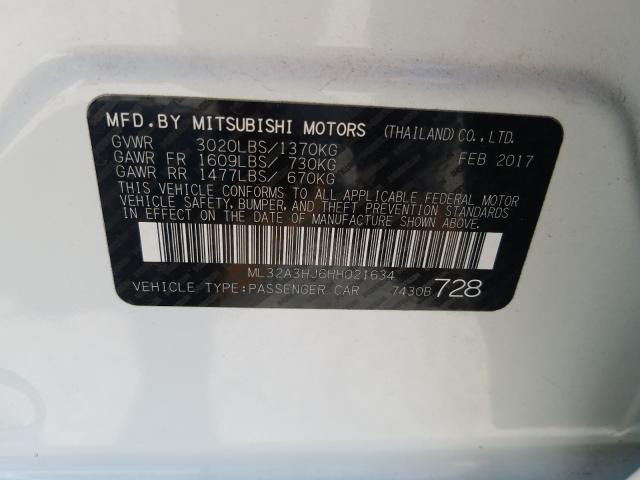 MFD.BY MITSUBISHI MOTORS (THAILAND)CO.,LTD.
GVWR 3020LBS/1370KG FEB 2017
GAWR FR 1609LBS/ 730KG
GAWR RR 1477LBS/ 670KG
THIS VEHICLE CONFORMS TO ALL APPLICABLE FEDERAL MOTOR
VEHICLE SAFETY, BUMPER, AND THEFT PREVENTION STANDARDS
IN EFFECT ON THE DATE OF MANUFACTURE SHOWN ABOVE.
ML32A3HJ6HH021634
VEHICLE TYPE:PASSENGER CAR 7430B 728